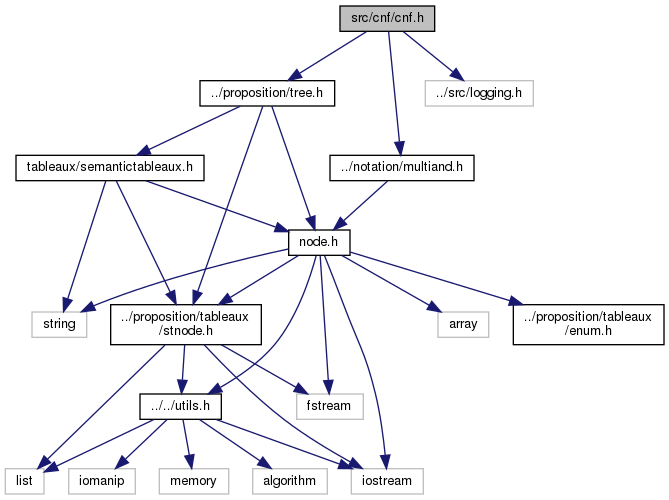 src/cnf/cnf.h
../proposition/tree.h
../src/logging.h
tableaux/semantictableaux.h
../notation/multiand.h
node.h
string
../proposition/tableaux
/stnode.h
array
../proposition/tableaux
/enum.h
../../utils.h
fstream
list
iomanip
memory
algorithm
iostream